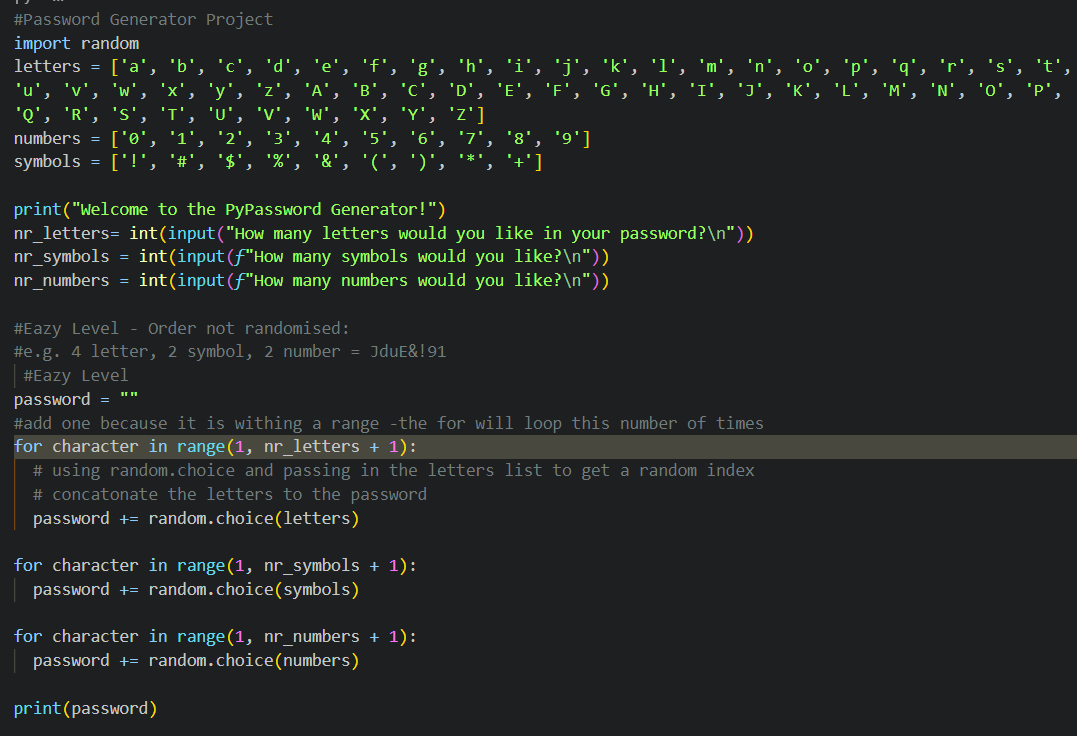 #Password Generator Project
import random
letters = ['a', 'b', 'c', 'd', 'e', 'f', 'g', 'h', 'i', 'j', 'k', 'l', 'm', 'n', 'o', 'p', 'q', 'r', 's', 't',
'u', 'v', 'w', 'x', 'y', 'z', 'A', 'B', 'C', 'D', 'E', 'F', 'G', 'H', 'I', 'J', 'K', 'L', 'M', 'N', 'O', 'P',
'Q', 'R', 'S', 'T', 'U', 'V', 'W', 'X', 'Y', 'Z']
numbers = ['0', '1', '2', '3', '4', '5', '6', '7', '8', '9']
symbols = ['!', '#', '$', '%', '&', '(', ')', '*', '+']

print("Welcome to the PyPassword Generator!")
nr_letters= int(input("How many letters would you like in your password?\n"))
nr_symbols = int(input(f"How many symbols would you like?\n"))
nr_numbers = int(input(f"How many numbers would you like?\n"))

#Eazy Level - Order not randomised:
#e.g. 4 letter, 2 symbol, 2 number = JduE&!91
 #Eazy Level
password = ""
#add one because it is withing a range -the for will loop this number of times
for character in range(1, nr_letters + 1):
  # using random.choice and passing in the letters list to get a random index
  # concatonate the letters to the password
  password += random.choice(letters)

for character in range(1, nr_symbols + 1):
  password += random.choice(symbols)

for character in range(1, nr_numbers + 1):
  password += random.choice(numbers)

print(password)